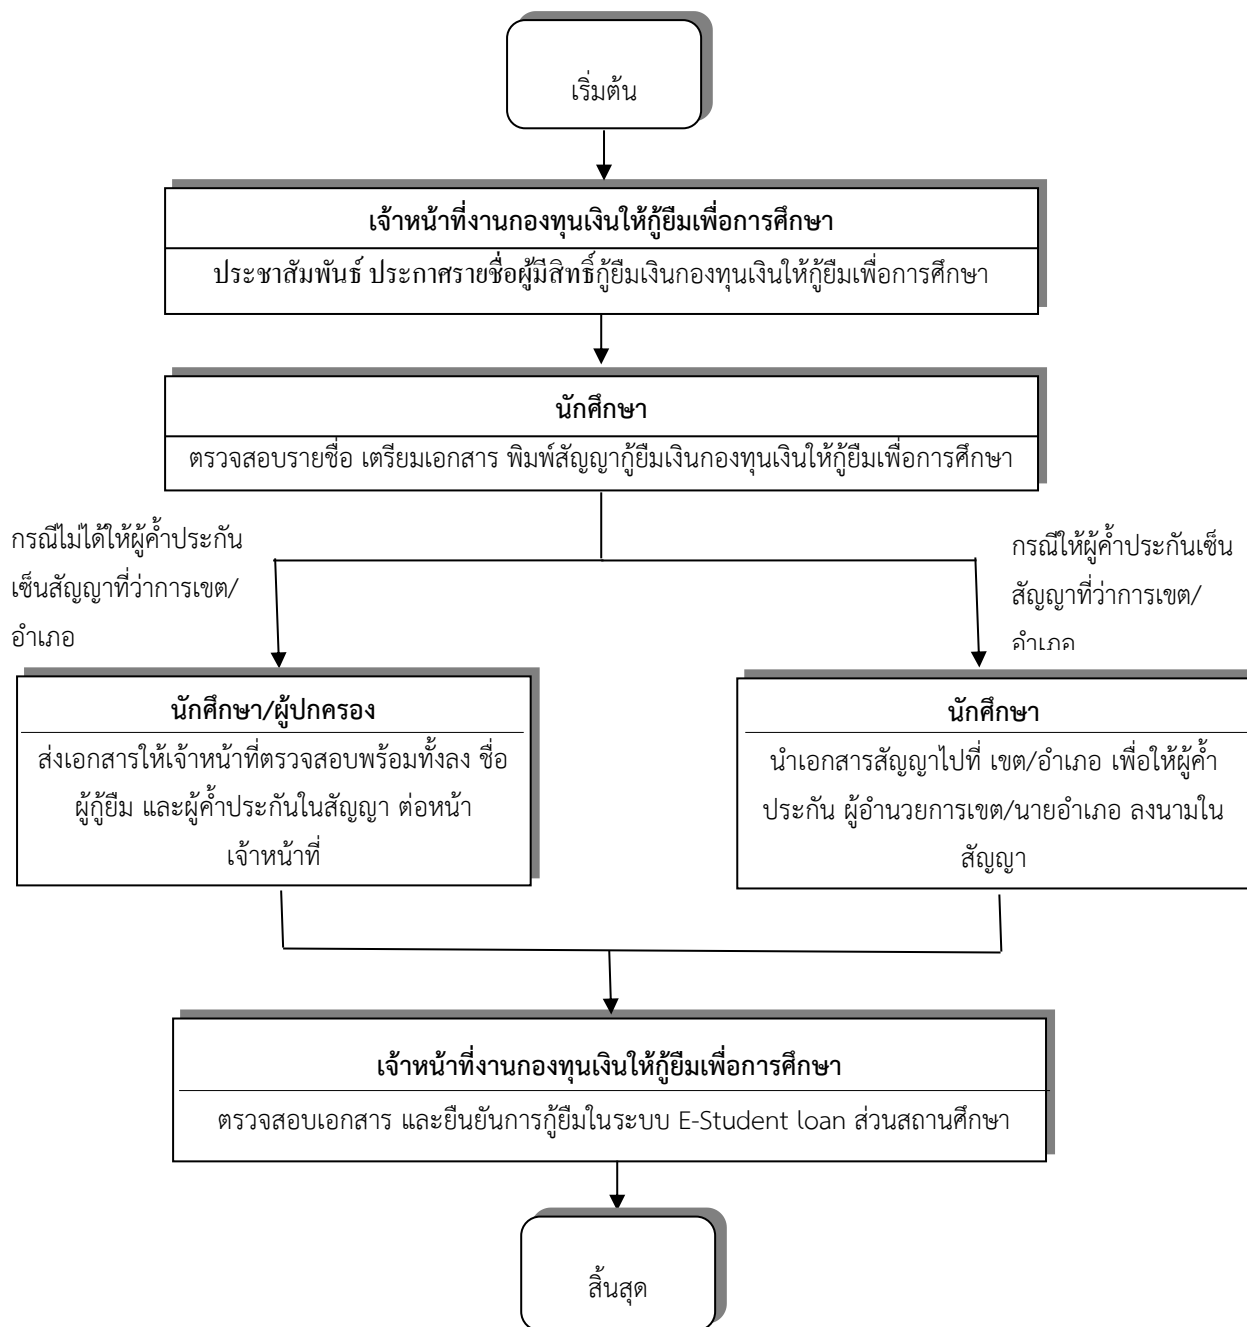 เริ่มต้น
เจ้าหน้าที่งานกองทุนเงินให้กู้ยืมเพื่อการศึกษา
ประชาสัมพันธ์ ประกาศรายชื่อผู้มีสิทธิ์กู้ยืมเงินกองทุนเงินให้กู้ยืมเพื่อการศึกษา
นักศึกษา
ตรวจสอบรายชื่อ เตรียมเอกสาร พิมพ์สัญญากู้ยืมเงินกองทุนเงินให้กู้ยืมเพื่อการศึกษา
กรณีไม่ได้ให้ผู้ค้ำประกัน
เซ็นสัญญาที่ว่าการเขต/
อำเภอ
กรณีให้ผู้ค้ำประกันเซ็น
สัญญาที่ว่าการเขต/
อำเภอ
นักศึกษา/ผู้ปกครอง
ส่งเอกสารให้เจ้าหน้าที่ตรวจสอบพร้อมทั้งลง ชื่อ
ผู้กู้ยืม และผู้ค้ำประกันในสัญญา ต่อหน้า
เจ้าหน้าที่
นักศึกษา
นำเอกสารสัญญาไปที่ เขต/อำเภอ เพื่อให้ผู้ค้ำ
ประกัน ผู้อำนวยการเขต/นายอำเภอ ลงนามใน
สัญญา
เจ้าหน้าที่งานกองทุนเงินให้กู้ยืมเพื่อการศึกษา
ตรวจสอบเอกสาร และยืนยันการกู้ยืมในระบบ E-Student loan ส่วนสถานศึกษา
สิ้นสุด